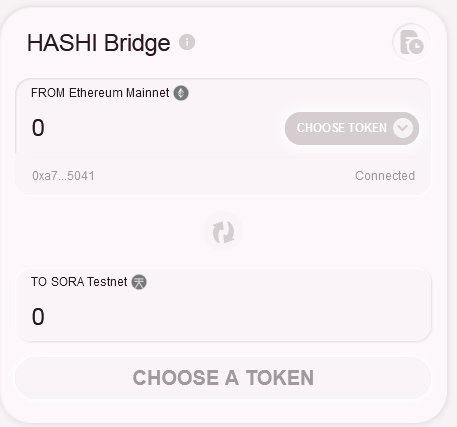 HASHI Bridge
FROM Ethereum Mainnet
0
CHOOSE TOKEN
0xa7...5041
Connected
TO SORA Testnet
0
CHOOSE A TOKEN